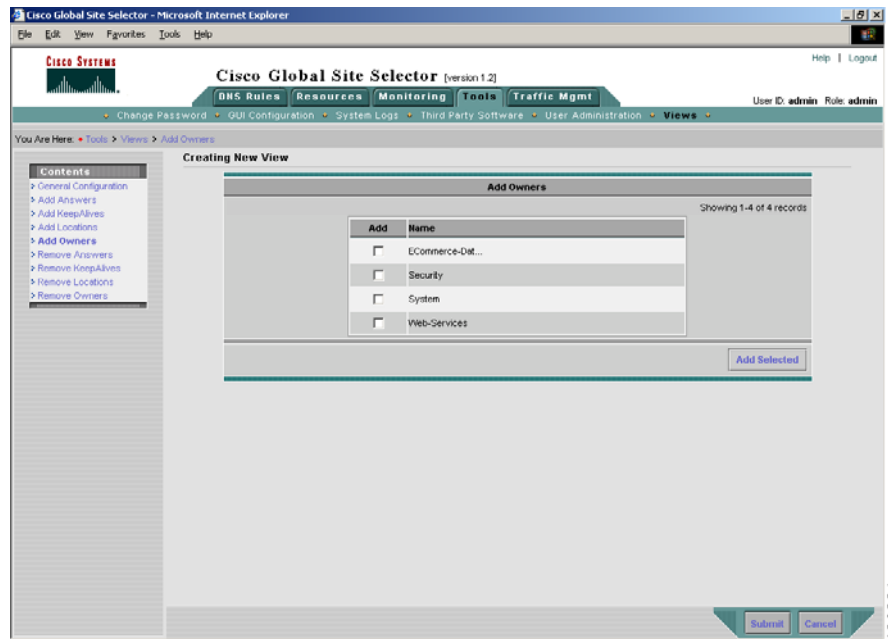 Cisco Global Site Selector - Microsoft Internet Explorer
File Edit View Favorites Tools Help
CISCO SYSTEMS
Help | Logout
Cisco Global Site Selector [version 1.2]
DNS Rules Resources Monitoring Tools Traffic Mgmt
User ID: admin Role: admin
Change Password GUI Configuration System Logs Third Party Software User Administration Views
You Are Here: • Tools > Views > Add Owners
Creating New View
Contents
> General Configuration
> Add Answers
> Add KeepAlives
> Add Locations
> Add Owners
> Remove Answers
> Remove KeepAlives
> Remove Locations
> Remove Owners
Add Owners
Showing 1-4 of 4 records
Add Name
ECommerce-Dat...
Security
System
Web-Services
Add Selected
Submit Cancel